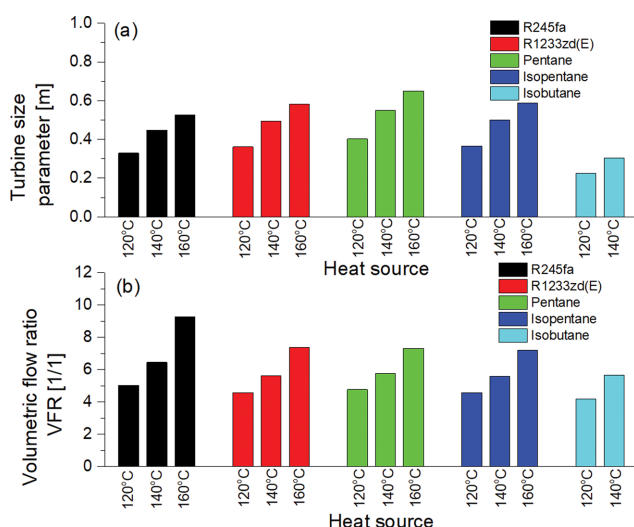 (a)
R245fa
R1233zd(E)
Pentane
Isopentane
Isobutane
Turbine size
parameter [m]
1.0
0.8
0.6
0.4
0.2
0.0
120°C 140°C 160°C 120°C 140°C 160°C 120°C 140°C 160°C 120°C 140°C 160°C 120°C 140°C
Heat source
(b)
R245fa
R1233zd(E)
Pentane
Isopentane
Isobutane
Volumetric flow ratio
VFR [1/1]
12
10
8
6
4
2
0
120°C 140°C 160°C 120°C 140°C 160°C 120°C 140°C 160°C 120°C 140°C 160°C 120°C 140°C
Heat source